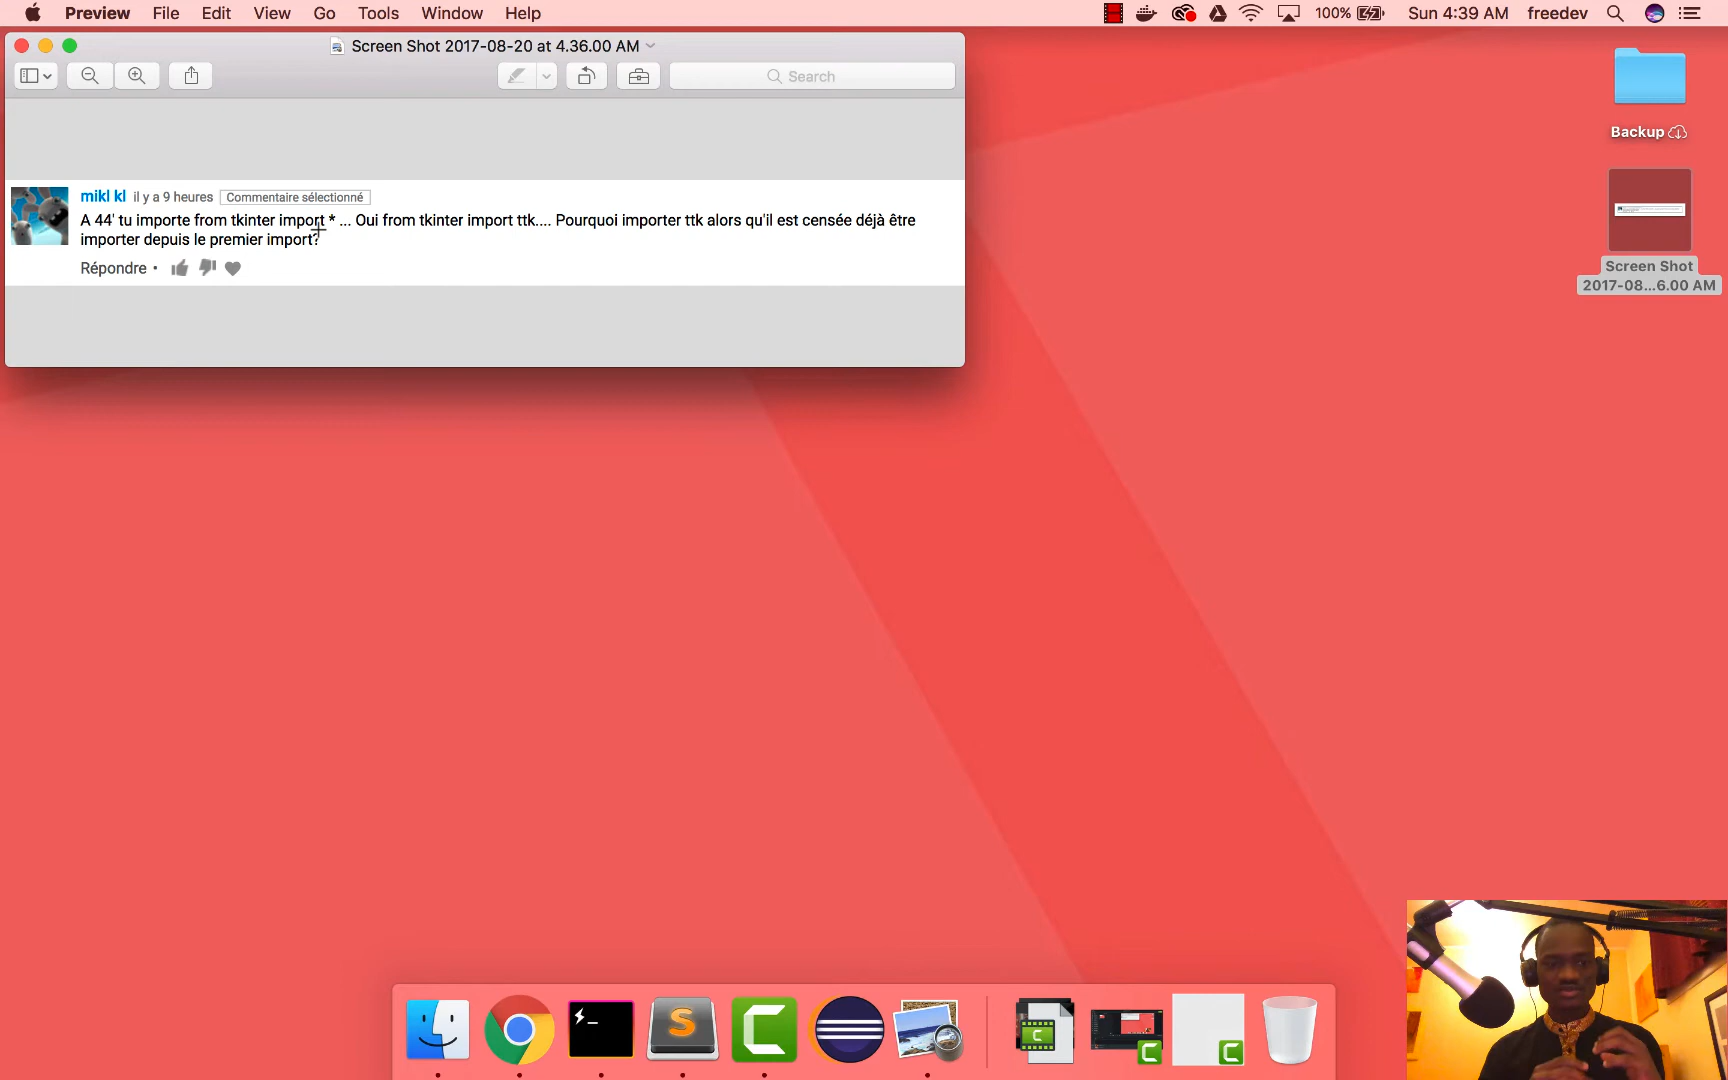 Preview File Edit View Go Tools Window Help 100% Sun 4:39 AM freedev
Screen Shot 2017-08-20 at 4.36.00 AM
Search
mikl kl il y a 9 heures Commentaire sélectionné
A 44' tu importe from tkinter import * ... Oui from tkinter import ttk.... Pourquoi importer ttk alors qu'il est censée déjà être
importer depuis le premier import?
Répondre •
Backup
Screen Shot
2017-08...6.00 AM